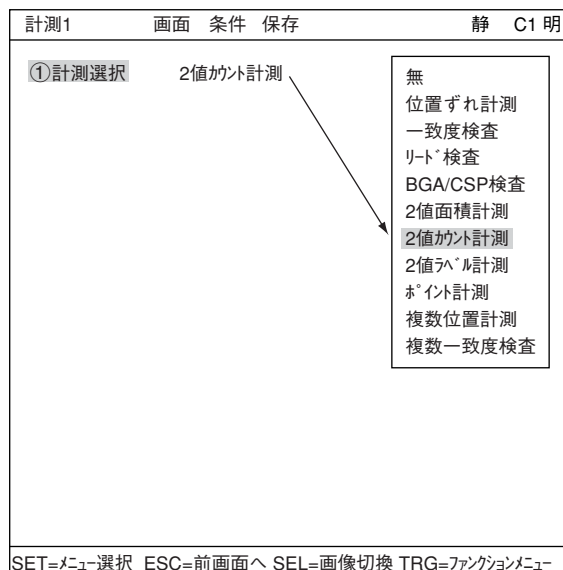 計測1 画面 条件 保存 静 C1 明
①計測選択 2値ｶｳﾝﾄ計測
無
位置ずれ計測
一致度検査
ﾘｰﾄﾞ検査
BGA/CSP検査
2値面積計測
2値ｶｳﾝﾄ計測
2値ﾗﾍﾞﾙ計測
ﾎﾟｲﾝﾄ計測
複数位置計測
複数一致度検査
SET=ﾒﾆｭｰ選択 ESC=前画面へ SEL=画像切換 TRG=ﾌｧﾝｸｼｮﾝﾒﾆｭｰ